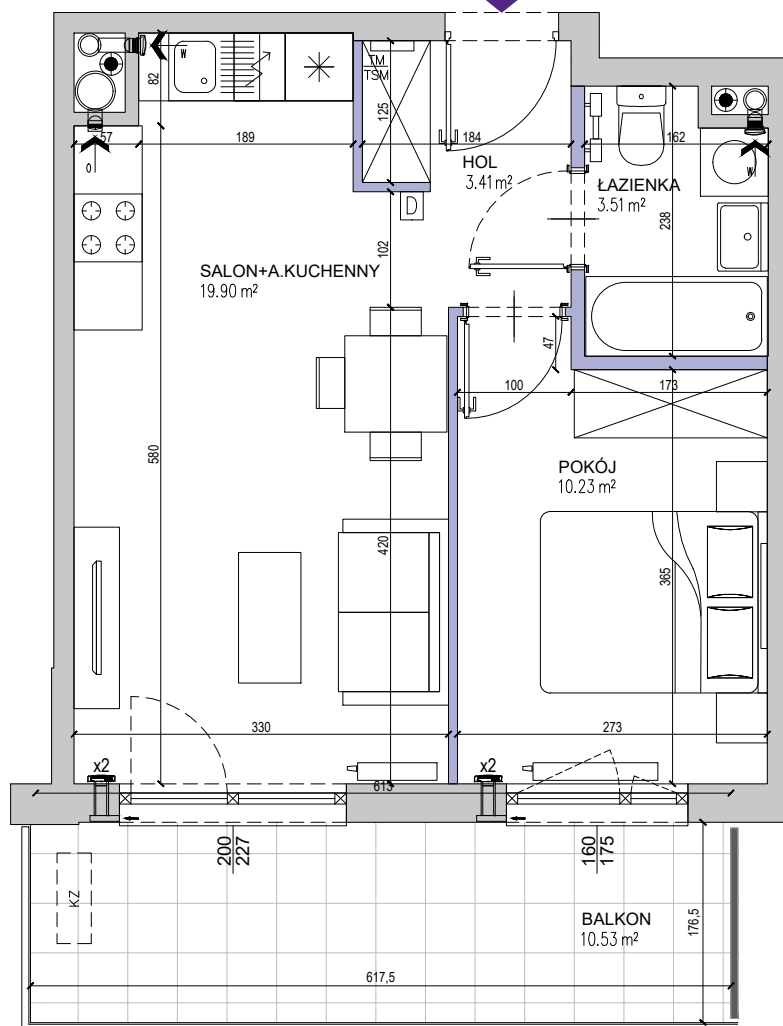 W
TM
TSM
82
125
57
189
184
162
0
W
HOL
3.41 m²
ŁAZIENKA
3.51 m²
D
102
238
SALON+A.KUCHENNY
19.90 m²
47
100
173
580
POKÓJ
10.23 m²
420
365
330
273
x2
x2
613
200
227
160
175
KZ
BALKON
10.53 m²
176,5
617,5